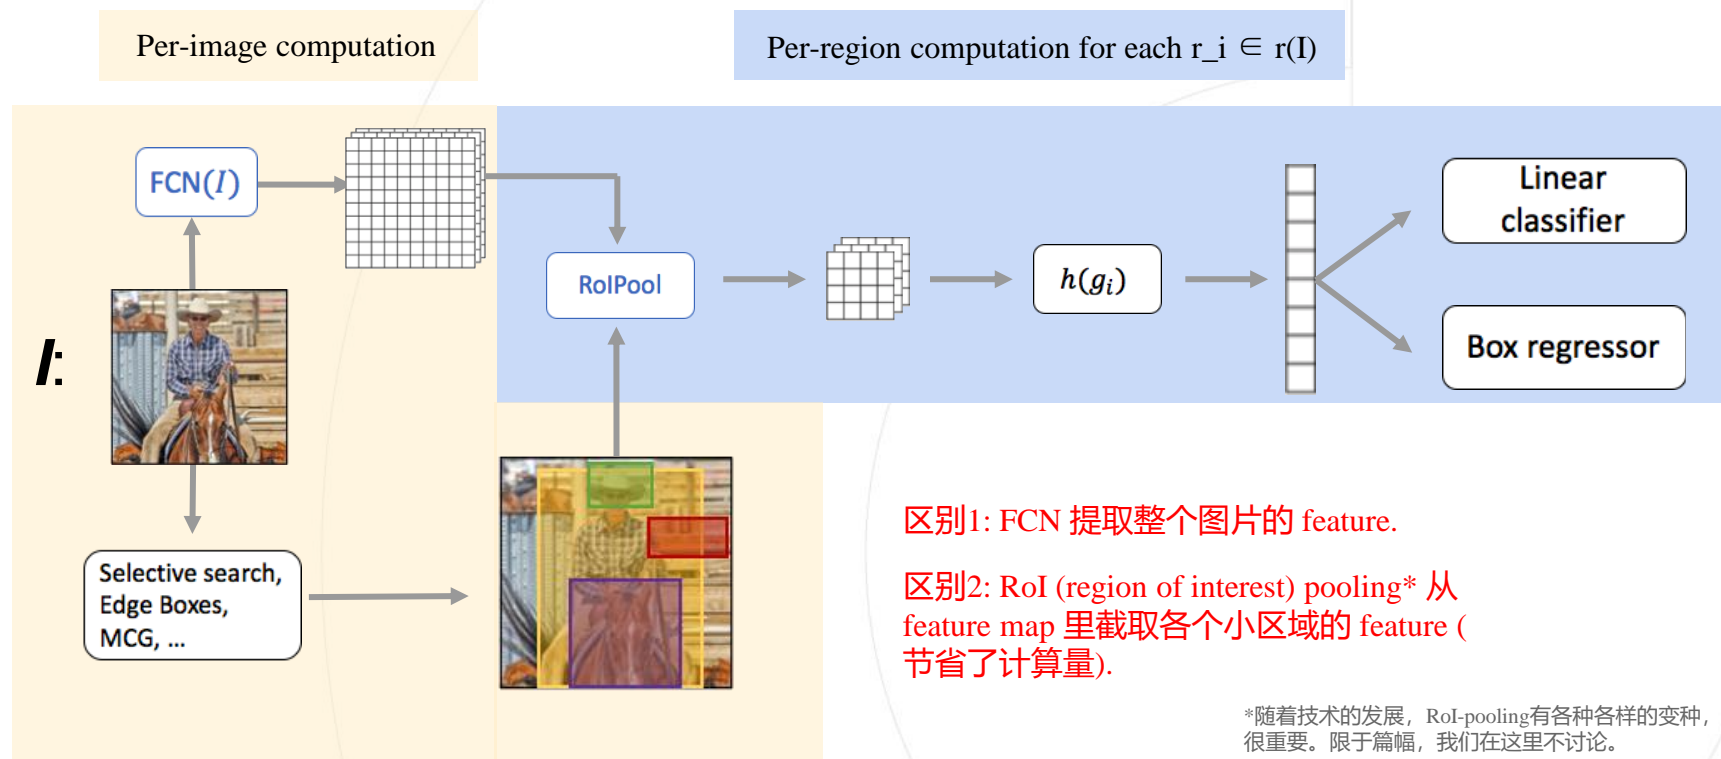 Per-image computation
Per-region computation for each r_i ∈ r(I)
FCN(I)
RoIPool
h(gᵢ)
Linear
classifier
Box regressor
I:
Selective search,
Edge Boxes,
MCG, ...
区别1: FCN 提取整个图片的 feature.
区别2: RoI (region of interest) pooling* 从
feature map 里截取各个小区域的 feature (
节省了计算量).
*随着技术的发展，RoI-pooling有各种各样的变种，
很重要。限于篇幅，我们在这里不讨论。